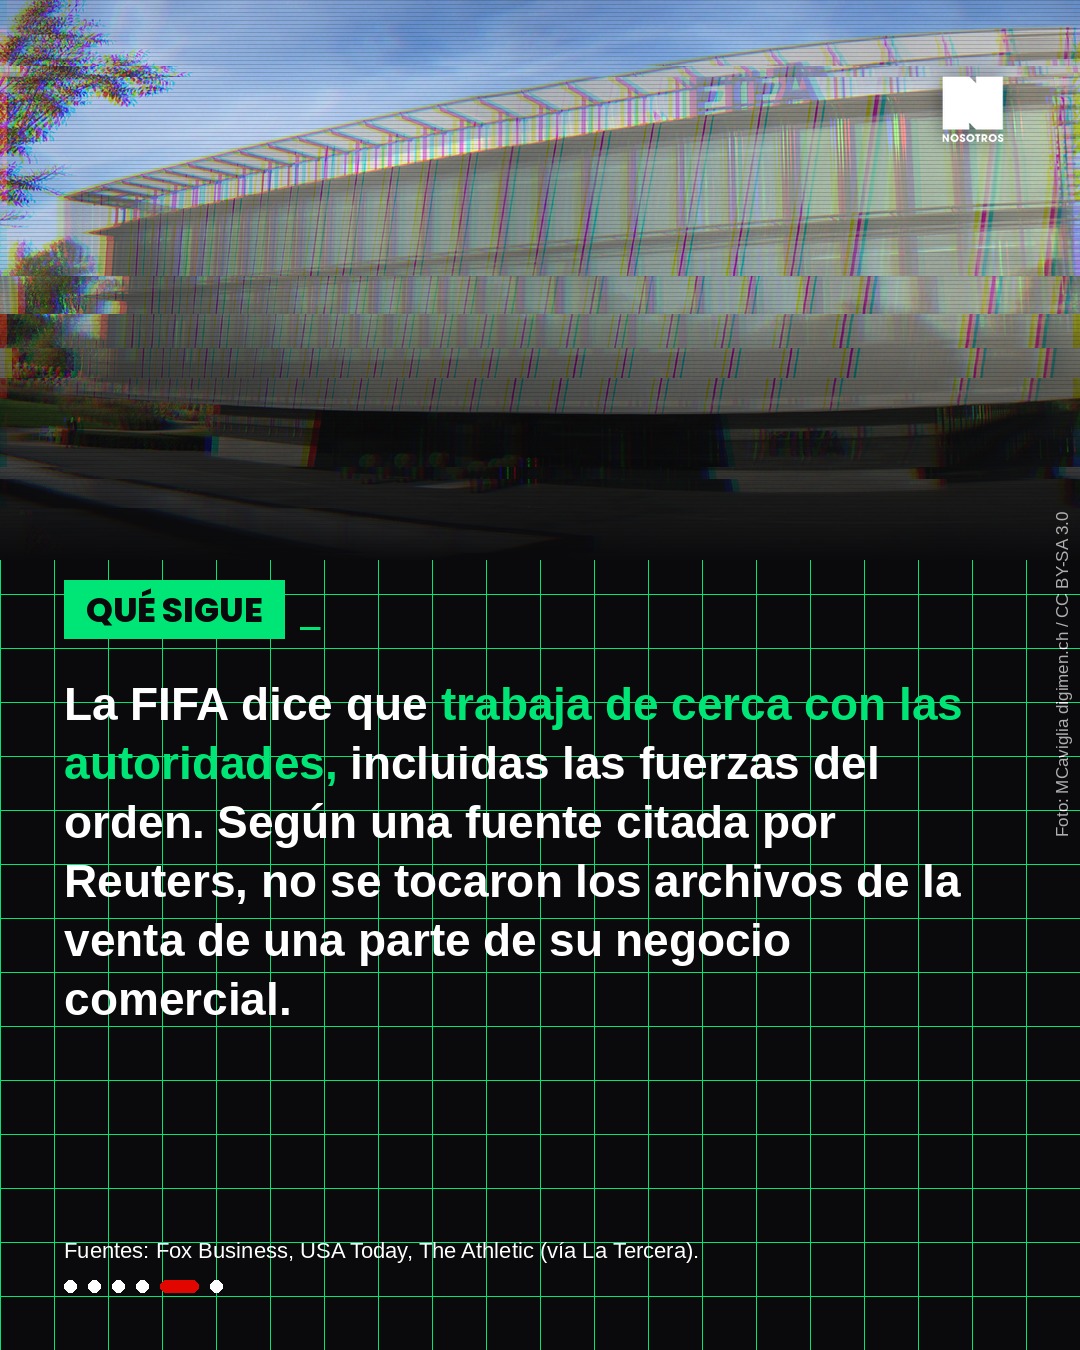 FIFA
N
NOSOTROS
QUÉ SIGUE _
La FIFA dice que trabaja de cerca con las
autoridades, incluidas las fuerzas del
orden. Según una fuente citada por
Reuters, no se tocaron los archivos de la
venta de una parte de su negocio
comercial.
Foto: MCaviglia digimen.ch / CC BY-SA 3.0
Fuentes: Fox Business, USA Today, The Athletic (vía La Tercera).